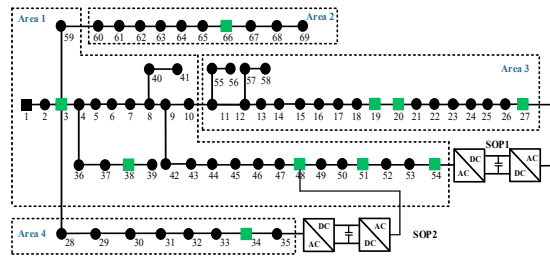 Area 1
Area 2
59 60 61 62 63 64 65 66 67 68 69
40 41
55 56 57 58
Area 3
1 2 3 4 5 6 7 8 9 10 11 12 13 14 15 16 17 18 19 20 21 22 23 24 25 26 27
SOP1
DC
AC
DC
AC
36 37 38 39 42 43 44 45 46 47 48 49 50 51 52 53 54
Area 4
28 29 30 31 32 33 34 35
DC
AC
AC
DC
SOP2